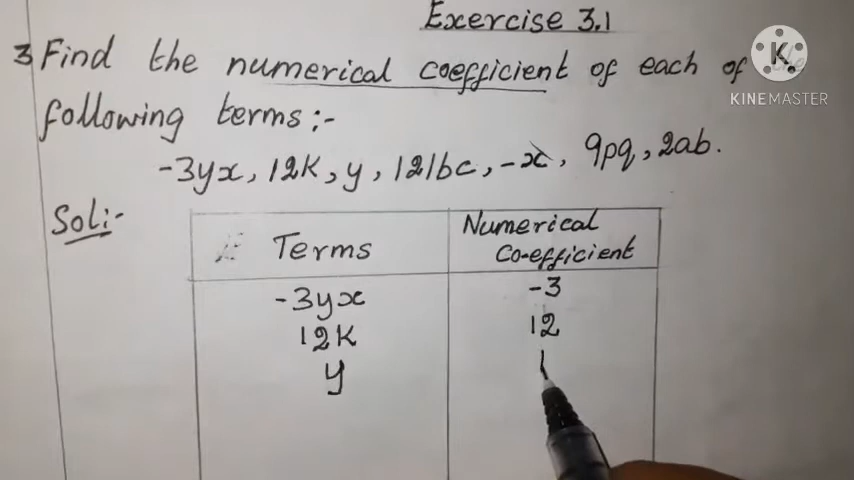 Exercise 3.1
3 Find the numerical coefficient of each of the
following terms:-
-3yx, 12K, y, 121bc, -x, 9pq, 2ab.
Sol:-
Terms
Numerical
Co-efficient
-3yx
-3
12K
12
y
1
K
KINEMASTER